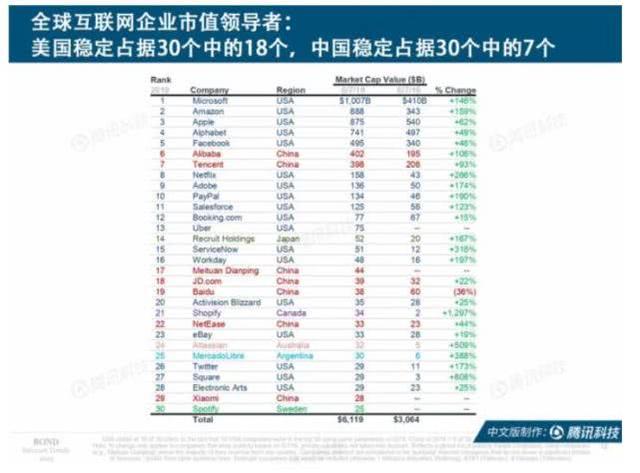 全球互联网企业市值领导者：
美国稳定占据30个中的18个，中国稳定占据30个中的7个
Rank Market Cap Value ($B)
2019 Company Region 6/7/19 6/7/16 % Change
1 Microsoft USA $1,007B $410B +146%
2 Amazon USA 888 343 +159%
3 Apple USA 875 540 +62%
4 Alphabet USA 741 497 +49%
5 Facebook USA 495 340 +46%
6 Alibaba China 402 195 +106%
7 Tencent China 398 206 +93%
8 Netflix USA 158 43 +266%
9 Adobe USA 136 50 +174%
10 PayPal USA 134 46 +190%
11 Salesforce USA 125 56 +123%
12 Booking.com USA 77 67 +15%
13 Uber USA 75 -- --
14 Recruit Holdings Japan 52 20 +167%
15 ServiceNow USA 51 12 +316%
16 Workday USA 48 16 +197%
17 Meituan Dianping China 44 -- --
18 JD.com China 39 32 +22%
19 Baidu China 38 60 (36%)
20 Activision Blizzard USA 35 28 +25%
21 Shopify Canada 34 2 +1,297%
22 NetEase China 33 23 +44%
23 eBay USA 33 28 +19%
24 Atlassian Australia 32 5 +509%
25 MercadoLibre Argentina 30 6 +388%
26 Twitter USA 29 11 +173%
27 Square USA 29 3 +808%
28 Electronic Arts USA 29 23 +25%
29 Xiaomi China 28 -- --
30 Spotify Sweden 25 -- --
Total $6,119 $3,064
中文版制作： 腾讯科技
BOND
Internet Trends
2019
腾讯科技